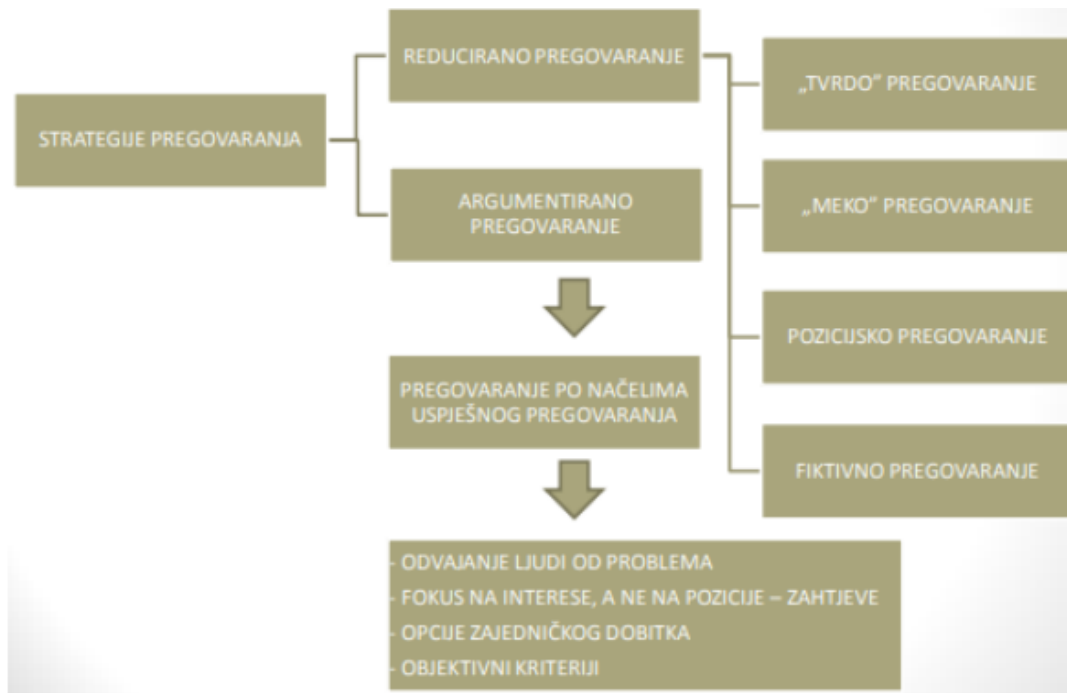 STRATEGIJE PREGOVARANJA
REDUCIRANO PREGOVARANJE
„TVRDO” PREGOVARANJE
„MEKO” PREGOVARANJE
POZICIJSKO PREGOVARANJE
FIKTIVNO PREGOVARANJE
ARGUMENTIRANO
PREGOVARANJE
PREGOVARANJE PO NAČELIMA
USPJEŠNOG PREGOVARANJA
- ODVAJANJE LJUDI OD PROBLEMA
- FOKUS NA INTERESE, A NE NA POZICIJE – ZAHTJEVE
- OPCIJE ZAJEDNIČKOG DOBITKA
- OBJEKTIVNI KRITERIJI